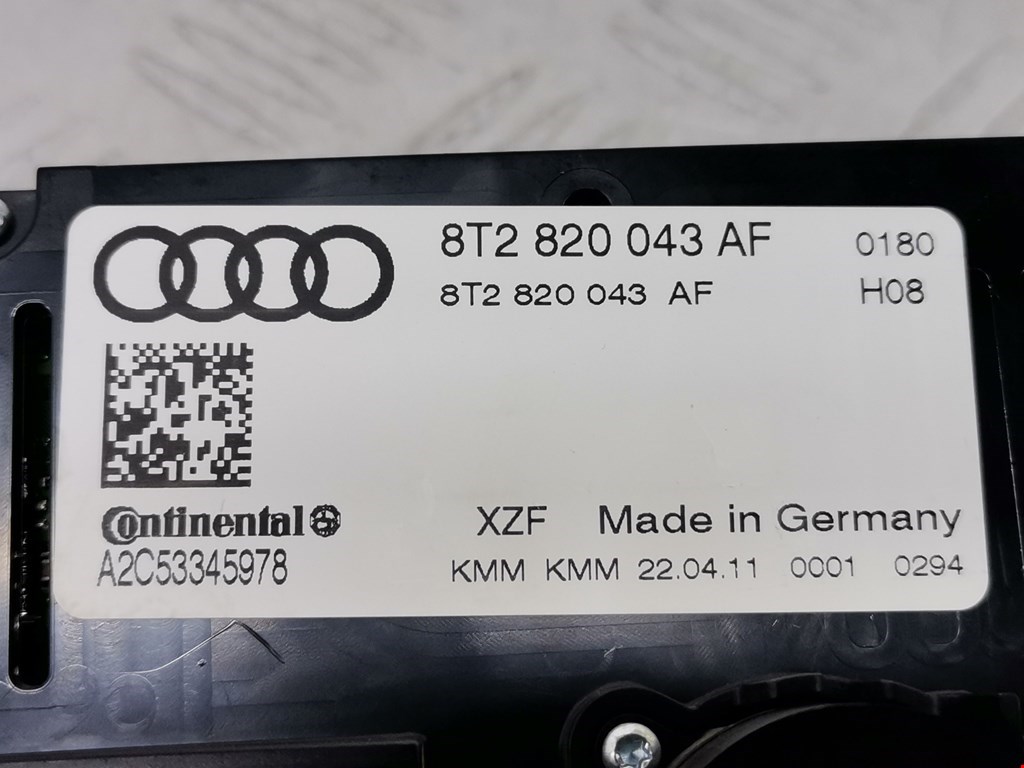 8T2 820 043 AF 0180
8T2 820 043 AF H08
Continental
XZF Made in Germany
A2C53345978
KMM KMM 22.04.11 0001 0294